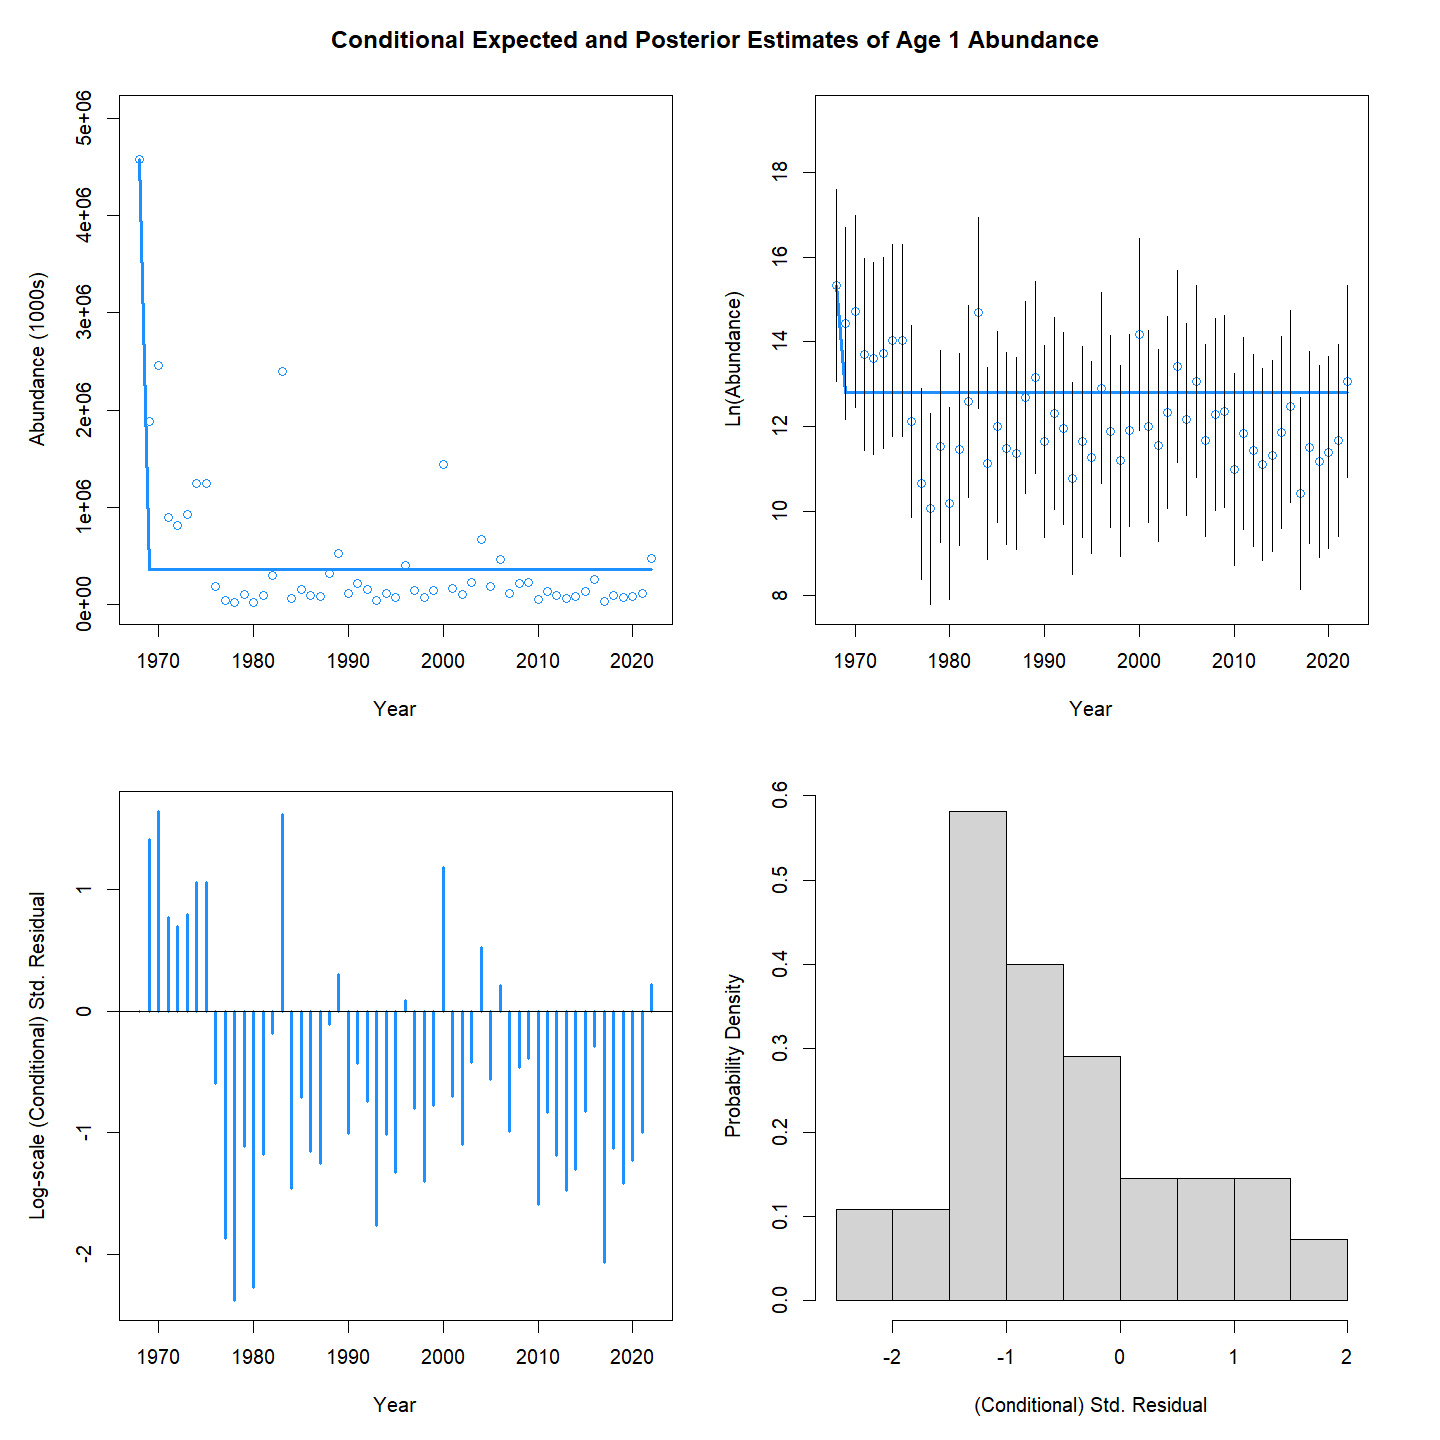 Conditional Expected and Posterior Estimates of Age 1 Abundance
Abundance (1000s)
5e+06
4e+06
3e+06
2e+06
1e+06
0e+00
1970 1980 1990 2000 2010 2020
Year
Ln(Abundance)
18
16
14
12
10
8
1970 1980 1990 2000 2010 2020
Year
Log-scale (Conditional) Std. Residual
1
0
-1
-2
1970 1980 1990 2000 2010 2020
Year
Probability Density
0.6
0.5
0.4
0.3
0.2
0.1
0.0
-2 -1 0 1 2
(Conditional) Std. Residual